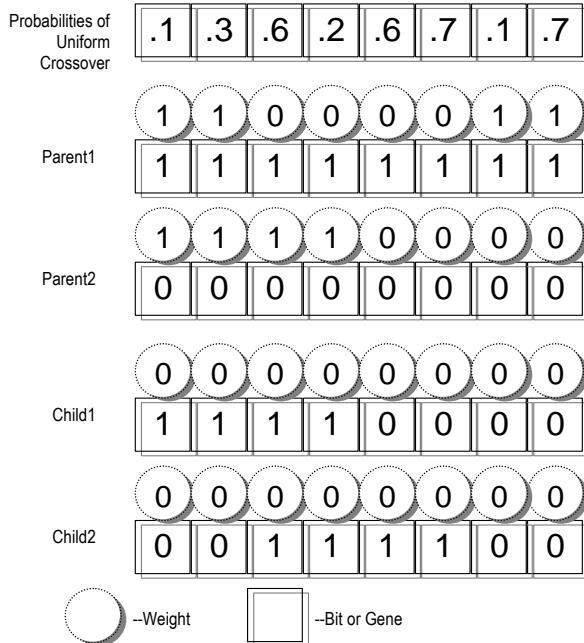 Probabilities of
Uniform
Crossover
.1 .3 .6 .2 .6 .7 .1 .7
1 1 0 0 0 0 1 1
Parent1
1 1 1 1 1 1 1 1
1 1 1 1 0 0 0 0
Parent2
0 0 0 0 0 0 0 0
0 0 0 0 0 0 0 0
Child1
1 1 1 1 0 0 0 0
0 0 0 0 0 0 0 0
Child2
0 0 1 1 1 1 0 0
--Weight
--Bit or Gene